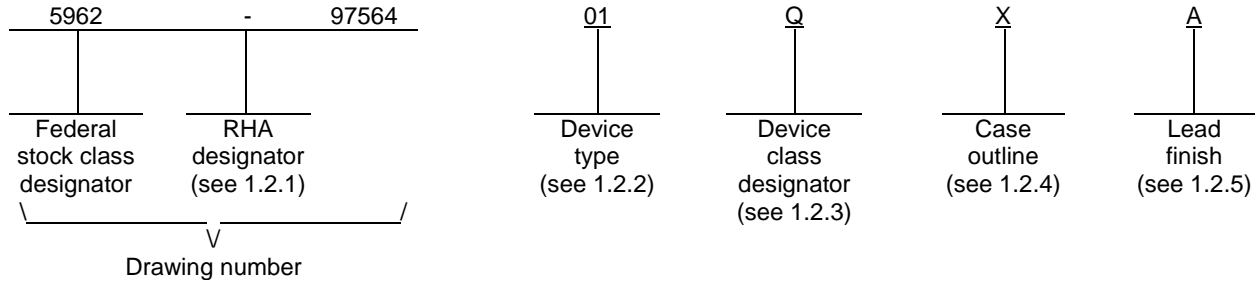 5962 - 97564 01 Q X A
Federal stock class designator
RHA designator (see 1.2.1)
Device type (see 1.2.2)
Device class designator (see 1.2.3)
Case outline (see 1.2.4)
Lead finish (see 1.2.5)
\ /
\/
Drawing number